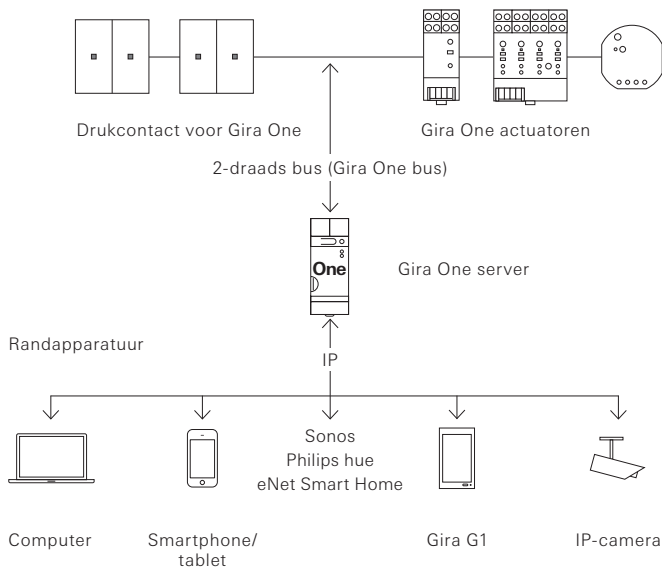 Drukcontact voor Gira One
Gira One actuatoren
2-draads bus (Gira One bus)
One
Gira One server
Randapparatuur
IP
Sonos
Philips hue
eNet Smart Home
Computer
Smartphone/
tablet
Gira G1
IP-camera